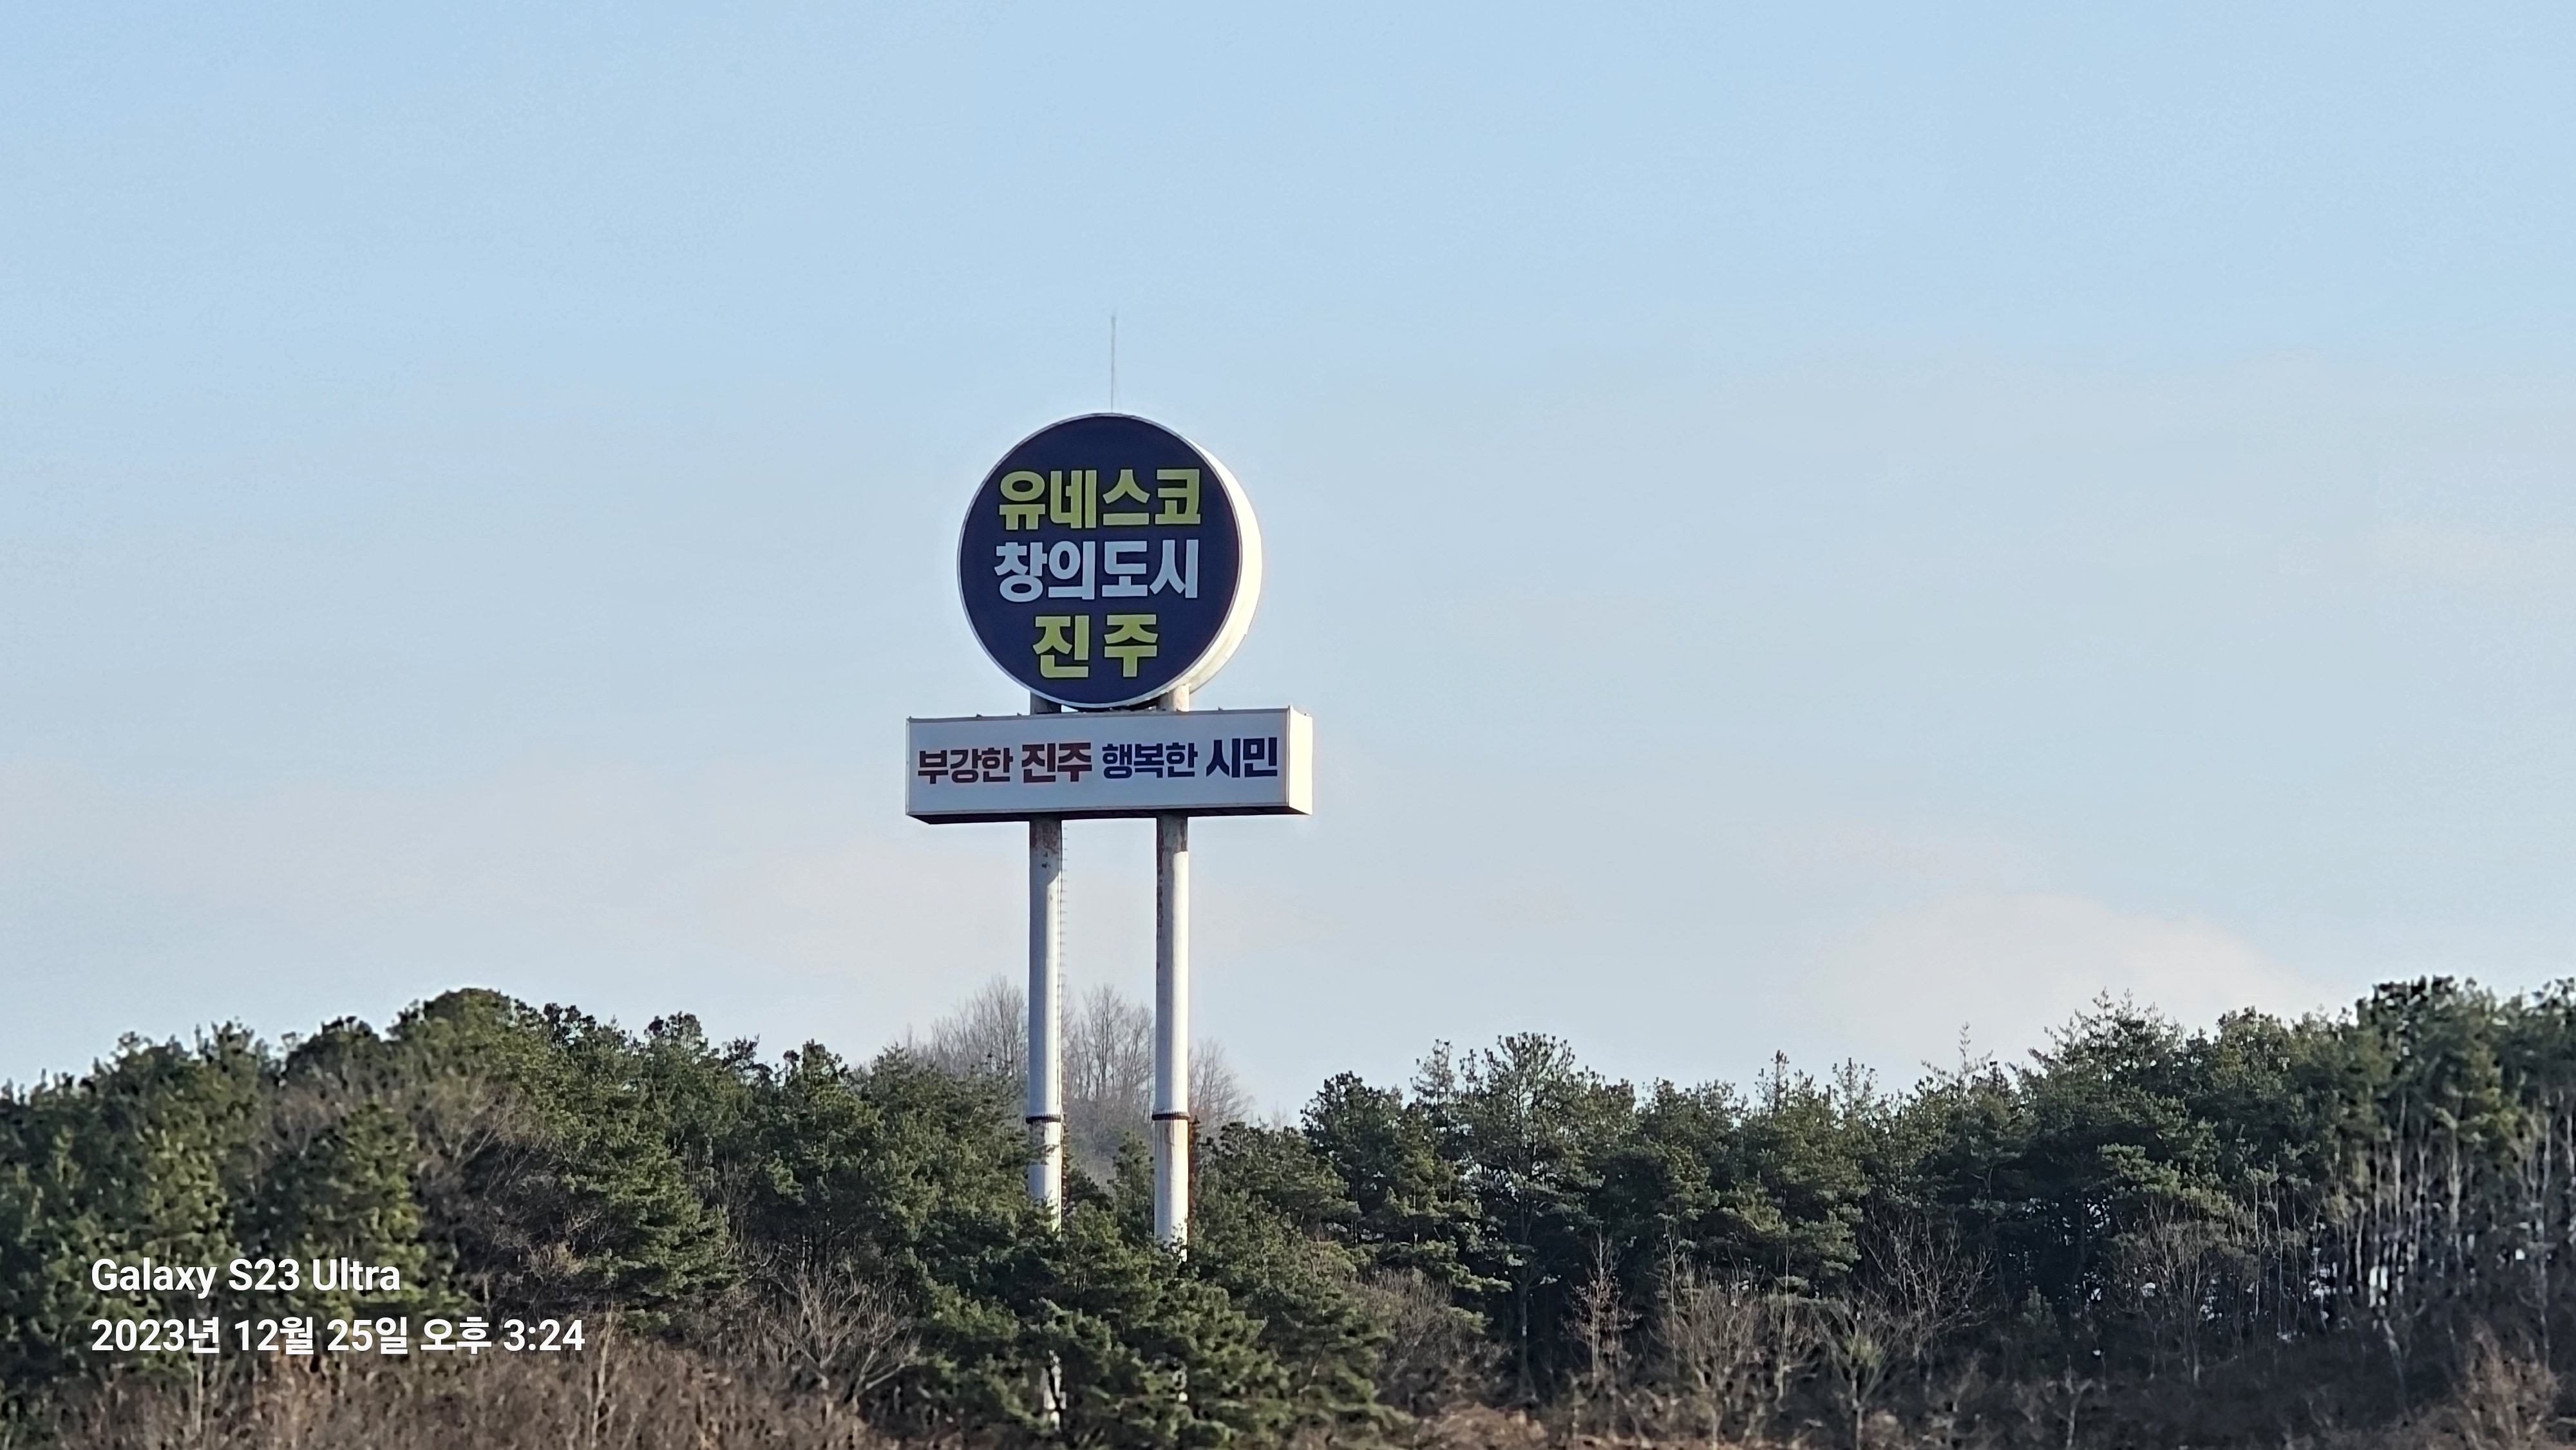 유네스코
창의도시
진주
부강한 진주 행복한 시민
Galaxy S23 Ultra
2023년 12월 25일 오후 3:24